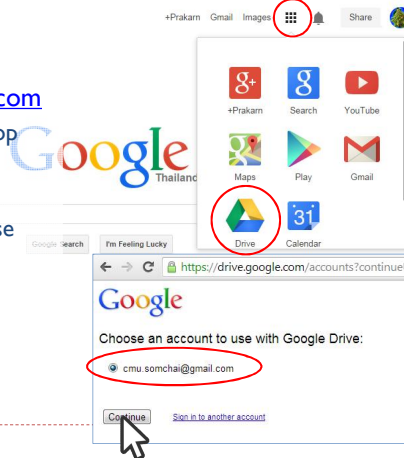 +Prakarn Gmail Images Share
com
op
se
Google
Thailand
Google Search I'm Feeling Lucky
g+ g
+Prakarn Search YouTube
Maps Play Gmail
31
Drive Calendar
https://drive.google.com/accounts?continue
Google
Choose an account to use with Google Drive:
cmu.somchai@gmail.com
Continue Sign in to another account